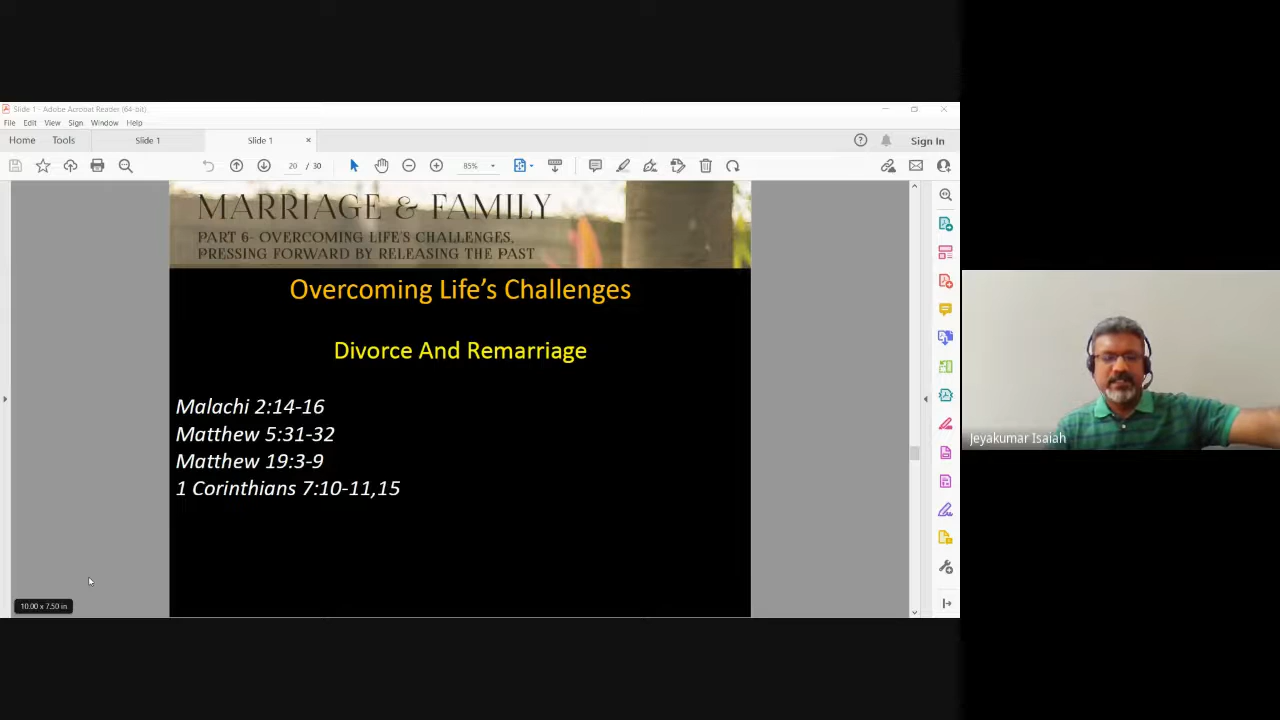 Slide 1 - Adobe Acrobat Reader (64-bit)
File Edit View Sign Window Help
Home Tools Slide 1 Slide 1 × Sign In
20 / 30 85%
MARRIAGE & FAMILY
PART 6- OVERCOMING LIFE'S CHALLENGES,
PRESSING FORWARD BY RELEASING THE PAST
Overcoming Life's Challenges
Divorce And Remarriage
Malachi 2:14-16
Matthew 5:31-32
Matthew 19:3-9
1 Corinthians 7:10-11,15
10.00 x 7.50 in
Jeyakumar Isaiah